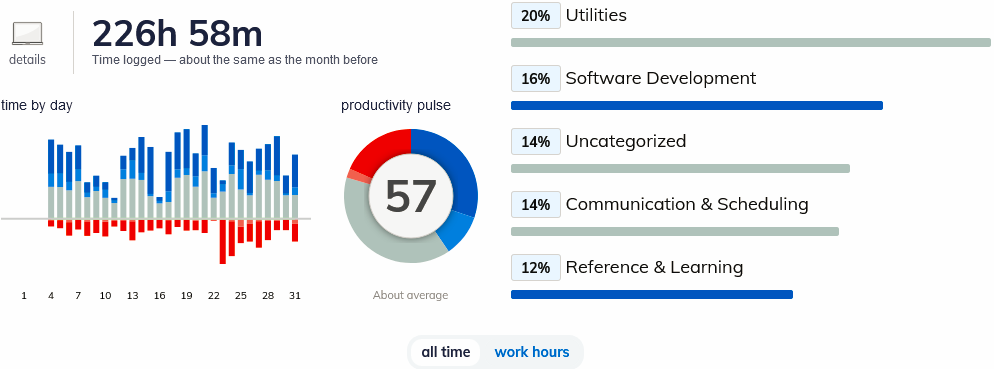 226h 58m
details
Time logged — about the same as the month before
time by day
productivity pulse
57
1 4 7 10 13 16 19 22 25 28 31
About average
20% Utilities
16% Software Development
14% Uncategorized
14% Communication & Scheduling
12% Reference & Learning
all time work hours